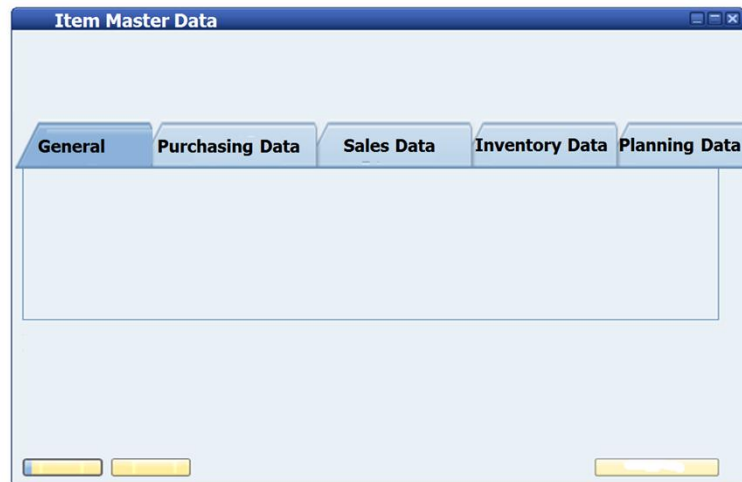 Item Master Data
General Purchasing Data Sales Data Inventory Data Planning Data